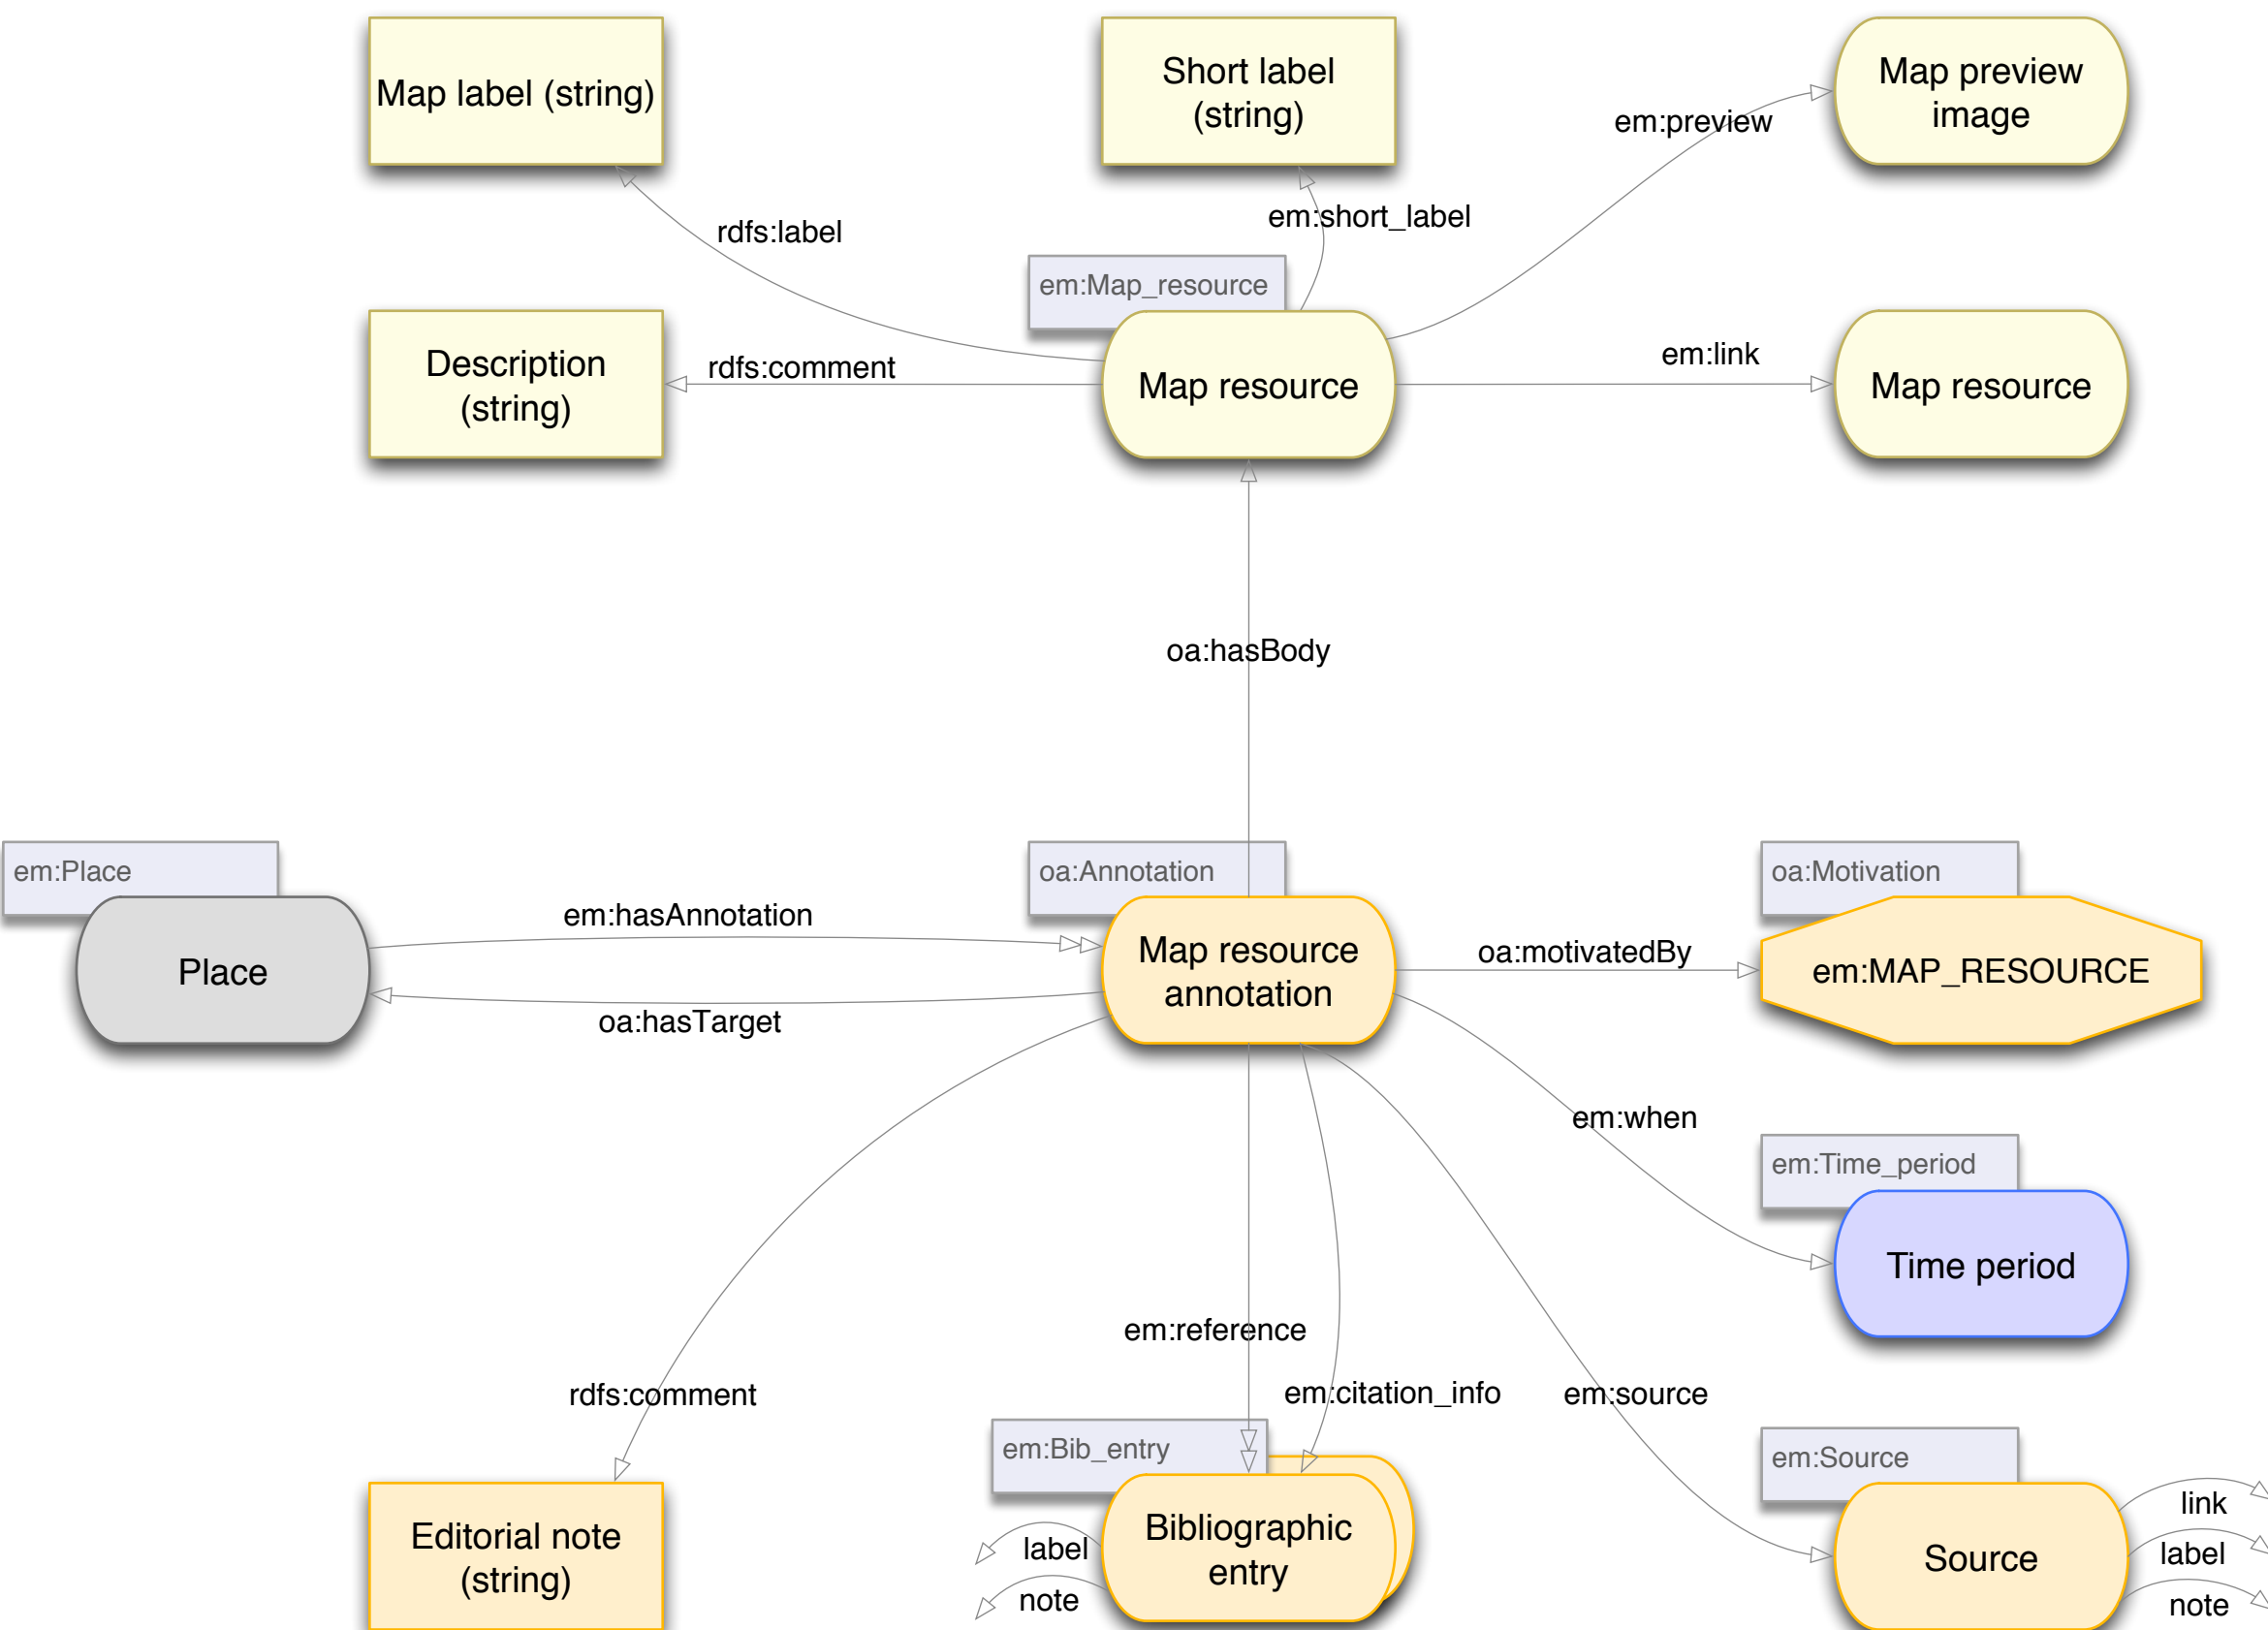 Map label (string)
Short label
(string)
Map preview
image
em:preview
rdfs:label
em:short_label
em:Map_resource
Description
(string)
rdfs:comment
Map resource
em:link
Map resource
oa:hasBody
em:Place
Place
em:hasAnnotation
oa:hasTarget
oa:Annotation
Map resource
annotation
oa:motivatedBy
oa:Motivation
em:MAP_RESOURCE
em:when
em:Time_period
Time period
em:reference
rdfs:comment
em:citation_info
em:source
Editorial note
(string)
em:Bib_entry
Bibliographic
entry
label
note
em:Source
Source
link
label
note